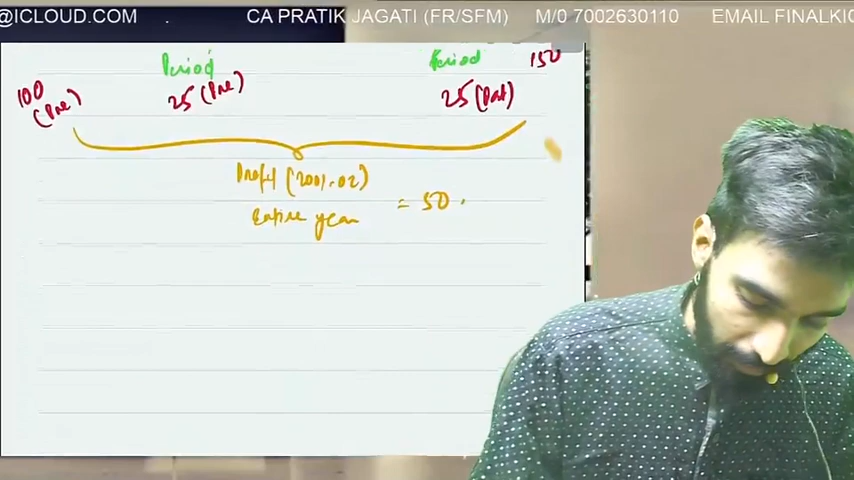 @ICLOUD.COM . CA PRATIK JAGATI (FR/SFM) M/0 7002630110 EMAIL FINALKIC
Period Period 150
100 (Pre) 25 (Pre) 25 (Post)
Profit (2001-02)
Entire year = 50.